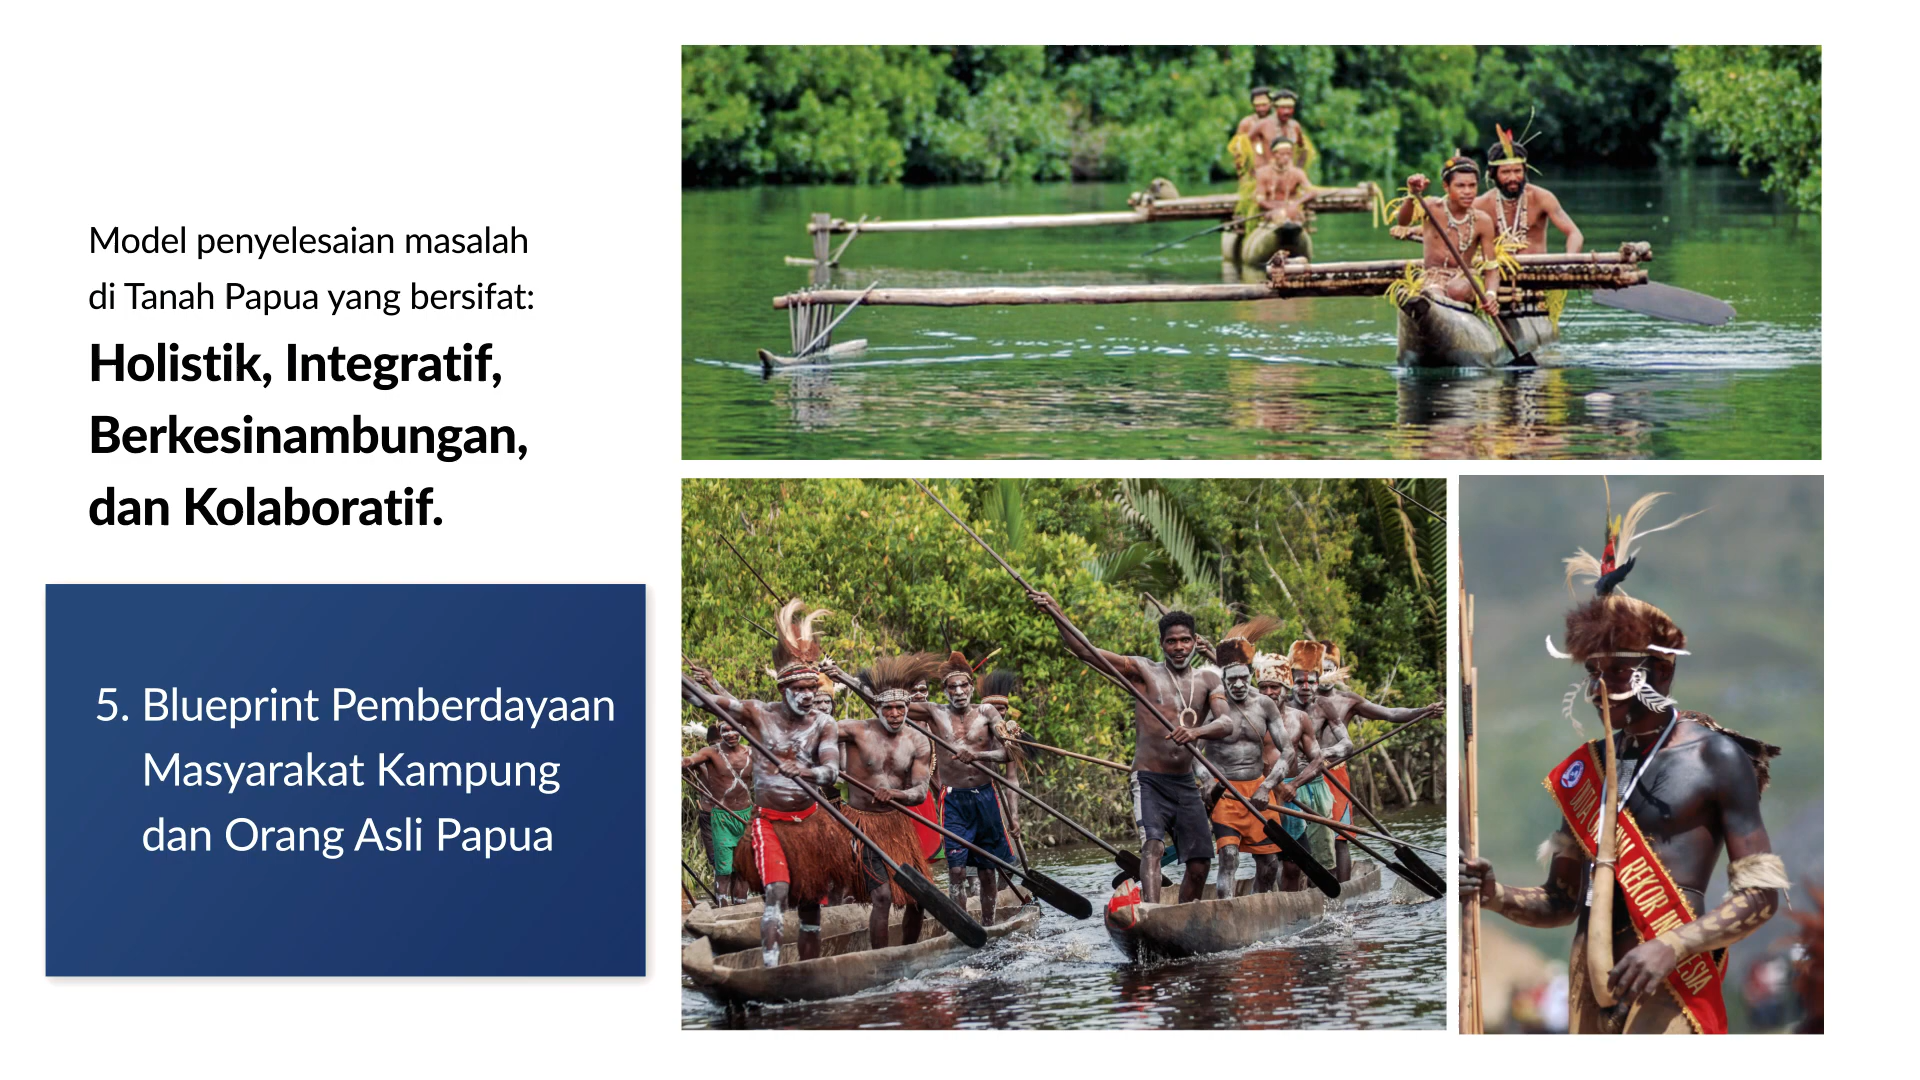 Model penyelesaian masalah
di Tanah Papua yang bersifat:
Holistik, Integratif,
Berkesinambungan,
dan Kolaboratif.
5. Blueprint Pemberdayaan
Masyarakat Kampung
dan Orang Asli Papua
REKOR